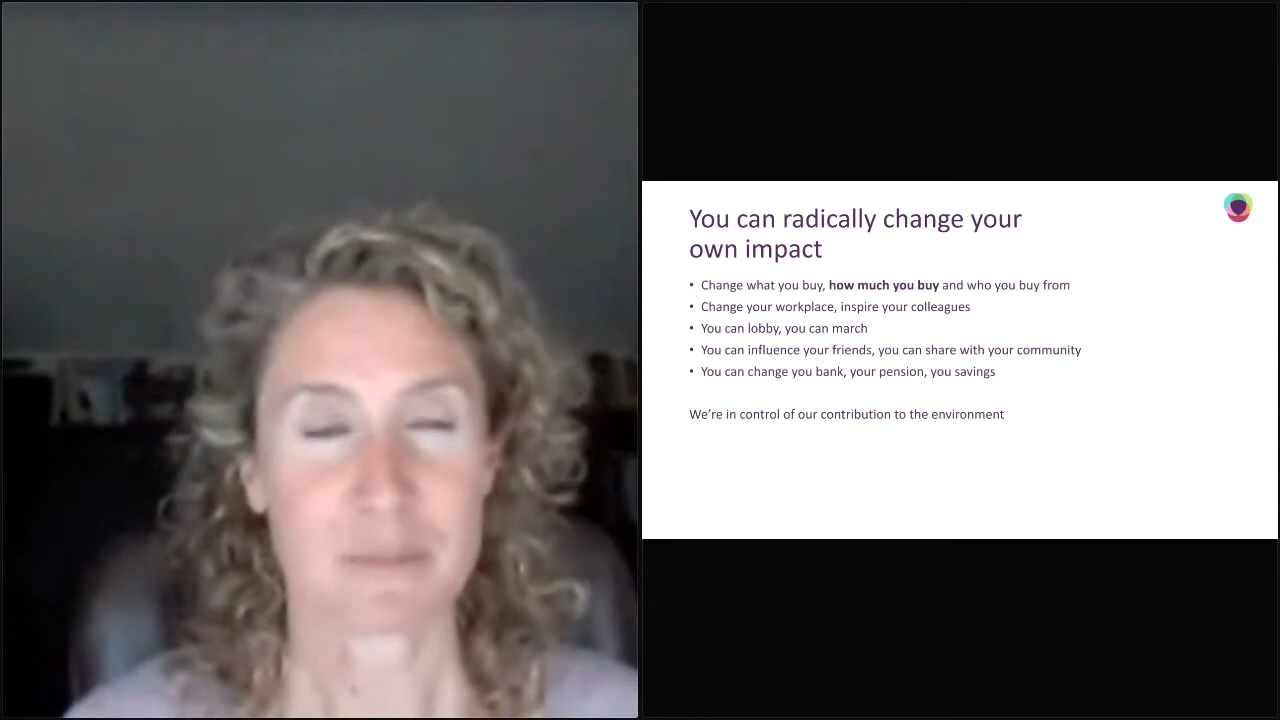 You can radically change your
own impact
• Change what you buy, how much you buy and who you buy from
• Change your workplace, inspire your colleagues
• You can lobby, you can march
• You can influence your friends, you can share with your community
• You can change you bank, your pension, you savings
We’re in control of our contribution to the environment